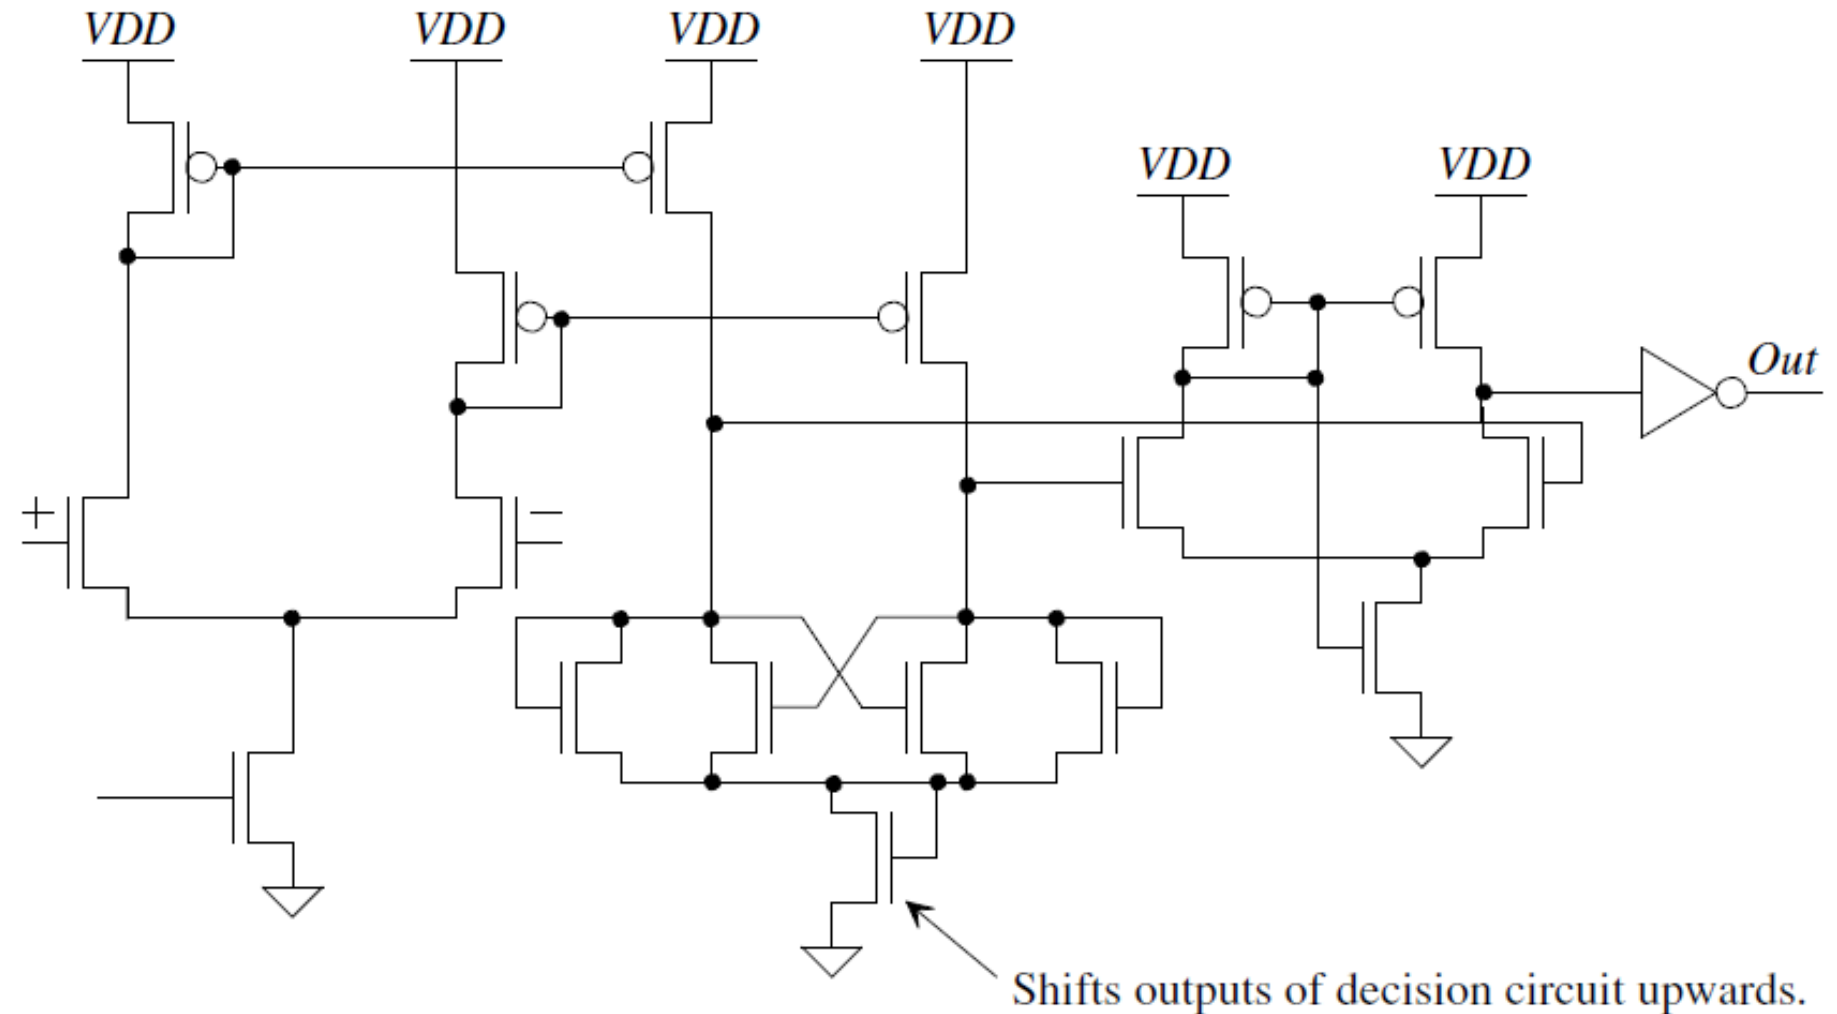 VDD
VDD
VDD
VDD
VDD
VDD
Out
+
−
Shifts outputs of decision circuit upwards.